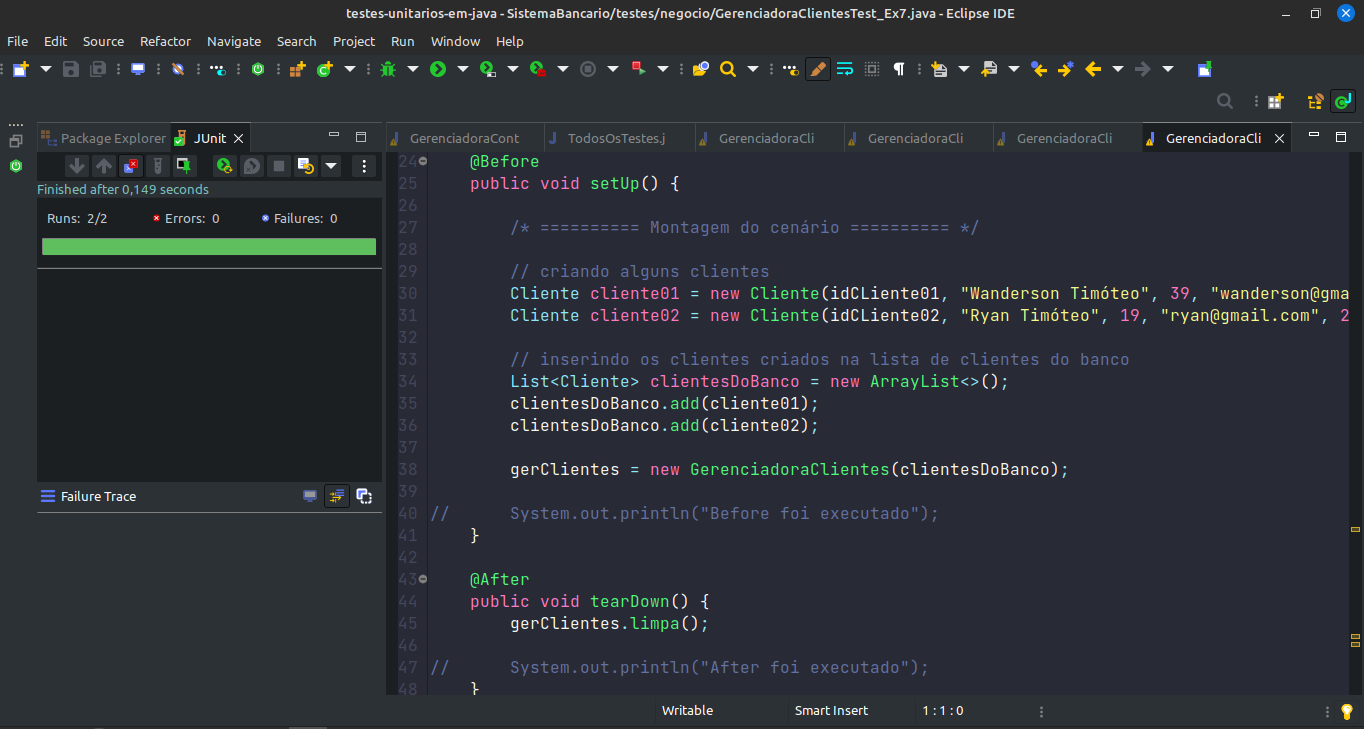 testes-unitarios-em-java - SistemaBancario/testes/negocio/GerenciadoraClientesTest_Ex7.java - Eclipse IDE
File Edit Source Refactor Navigate Search Project Run Window Help
Package Explorer JUnit
GerenciadoraCont TodosOsTestes.j GerenciadoraCli GerenciadoraCli GerenciadoraCli GerenciadoraCli
Finished after 0,149 seconds
Runs: 2/2 Errors: 0 Failures: 0
Failure Trace
24 @Before
25 public void setUp() {
26
27 /* ========== Montagem do cenário ========== */
28
29 // criando alguns clientes
30 Cliente cliente01 = new Cliente(idCLiente01, "Wanderson Timóteo", 39, "wanderson@gma
31 Cliente cliente02 = new Cliente(idCLiente02, "Ryan Timóteo", 19, "ryan@gmail.com", 2
32
33 // inserindo os clientes criados na lista de clientes do banco
34 List<Cliente> clientesDoBanco = new ArrayList<>();
35 clientesDoBanco.add(cliente01);
36 clientesDoBanco.add(cliente02);
37
38 gerClientes = new GerenciadoraClientes(clientesDoBanco);
39
40 // System.out.println("Before foi executado");
41 }
42
43 @After
44 public void tearDown() {
45 gerClientes.limpa();
46
47 // System.out.println("After foi executado");
48 }
Writable Smart Insert 1 : 1 : 0